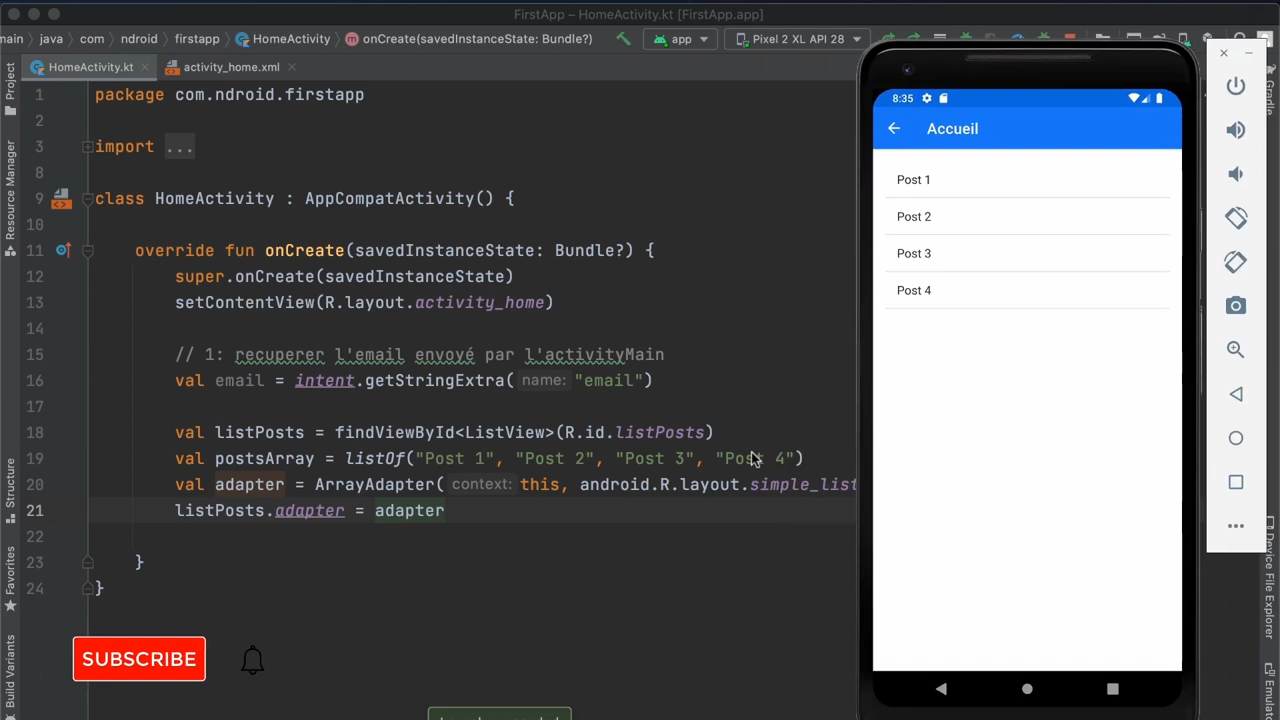 FirstApp – HomeActivity.kt [FirstApp.app]
main java com ndroid firstapp HomeActivity onCreate(savedInstanceState: Bundle?) app Pixel 2 XL API 28
HomeActivity.kt activity_home.xml
Project
Resource Manager
Structure
Favorites
Build Variants
1 package com.ndroid.firstapp
2
3 import ...
8
9 class HomeActivity : AppCompatActivity() {
10
11 override fun onCreate(savedInstanceState: Bundle?) {
12 super.onCreate(savedInstanceState)
13 setContentView(R.layout.activity_home)
14
15 // 1: recuperer l'email envoyé par l'activityMain
16 val email = intent.getStringExtra( name: "email")
17
18 val listPosts = findViewById<ListView>(R.id.listPosts)
19 val postsArray = listOf("Post 1", "Post 2", "Post 3", "Post 4")
20 val adapter = ArrayAdapter( context: this, android.R.layout.simple_list
21 listPosts.adapter = adapter
22
23 }
24 }
SUBSCRIBE
8:35
Accueil
Post 1
Post 2
Post 3
Post 4
Gradle
Device File Explorer